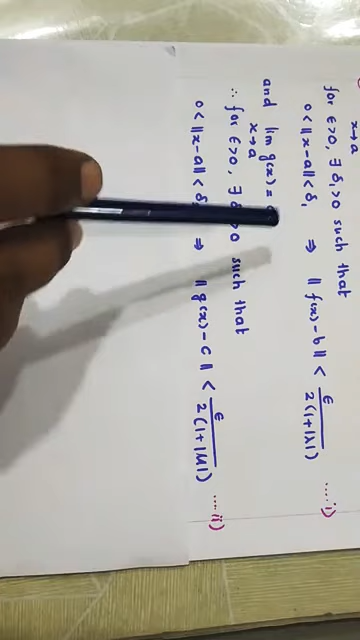 x→a
for ε>0, ∃ δ₁>0 such that
0<||x-a||<δ₁ ⇒ ||f(x)-b|| < ε/2(1+|λ|) ....i)
and lim g(x) =
x→a
∴ for ε>0, ∃ >0 such that
0<||x-a||<δ ⇒ ||g(x)-c|| < ε/2(1+|μ|) ....ii)